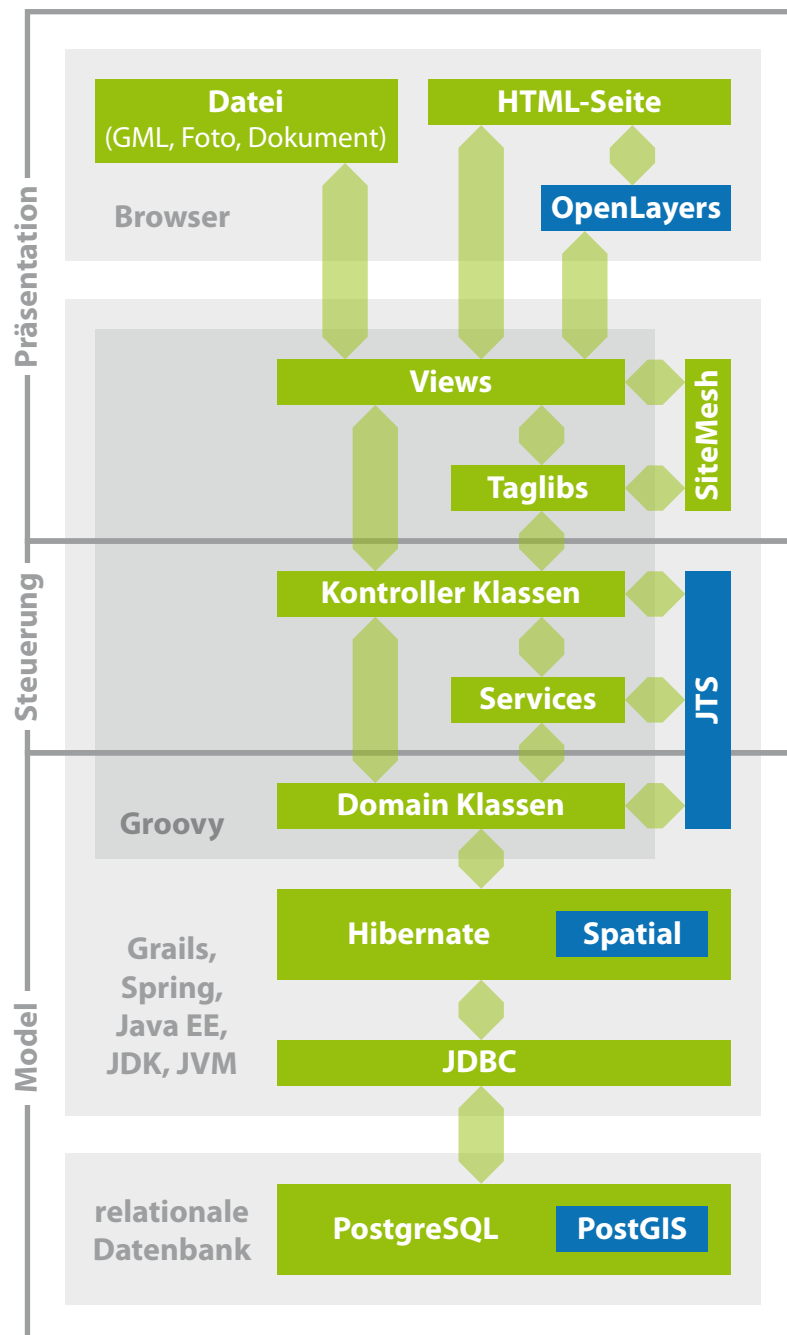 Präsentation
Datei
(GML, Foto, Dokument)
HTML-Seite
OpenLayers
Browser
Views
SiteMesh
Taglibs
Steuerung
Kontroller Klassen
Services
JTS
Domain Klassen
Groovy
Model
Hibernate
Spatial
Grails,
Spring,
Java EE,
JDK, JVM
JDBC
relationale
Datenbank
PostgreSQL
PostGIS